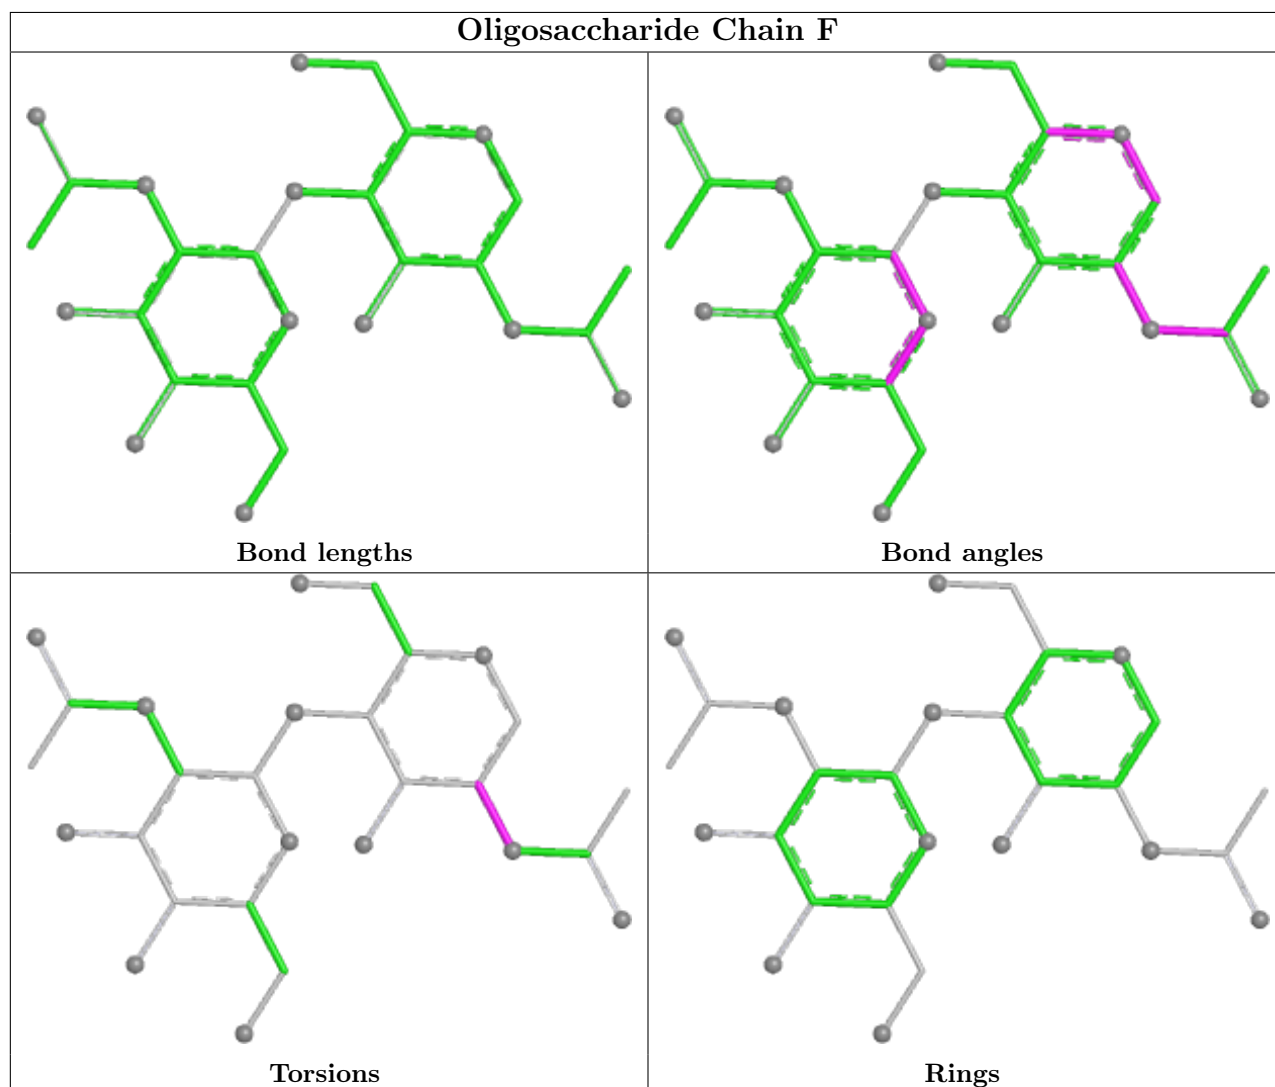 Oligosaccharide Chain F
Bond lengths
Bond angles
Torsions
Rings